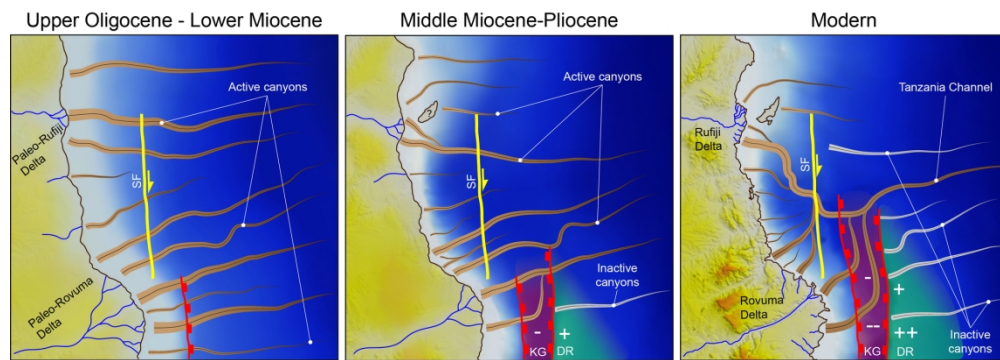 Upper Oligocene - Lower Miocene
Active canyons
Paleo-Rufiji
Delta
SF
Paleo-Rovuma
Delta
Middle Miocene-Pliocene
Active canyons
SF
Inactive
canyons
-
+
KG
DR
Modern
Tanzania Channel
Rufiji
Delta
SF
Rovuma
Delta
-
+
--
++
KG
DR
Inactive
canyons